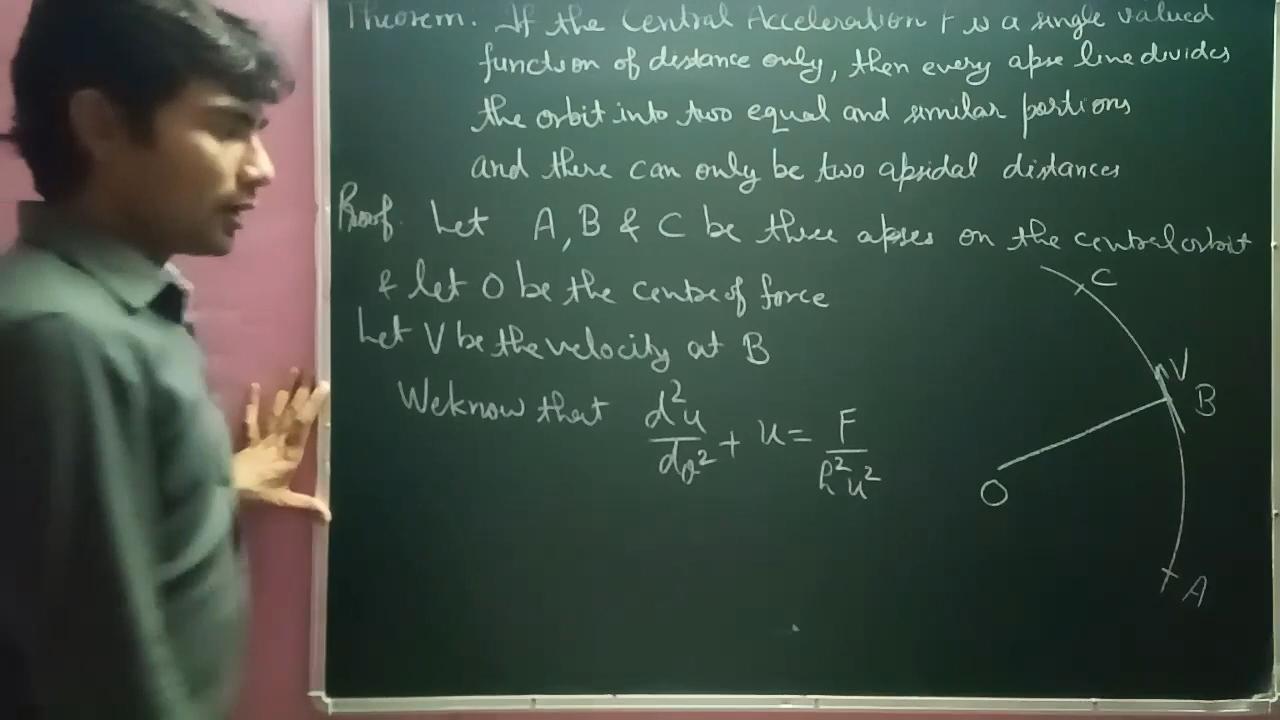 Theorem. If the Central Acceleration F is a single valued
function of distance only, then every apse line divides
the orbit into two equal and similar portions
and there can only be two apsidal distances
Proof. Let A, B & C be three apses on the central orbit
& let O be the centre of force
Let V be the velocity at B
We know that d²u/dθ² + u = F/h²u²
C
V
B
O
A